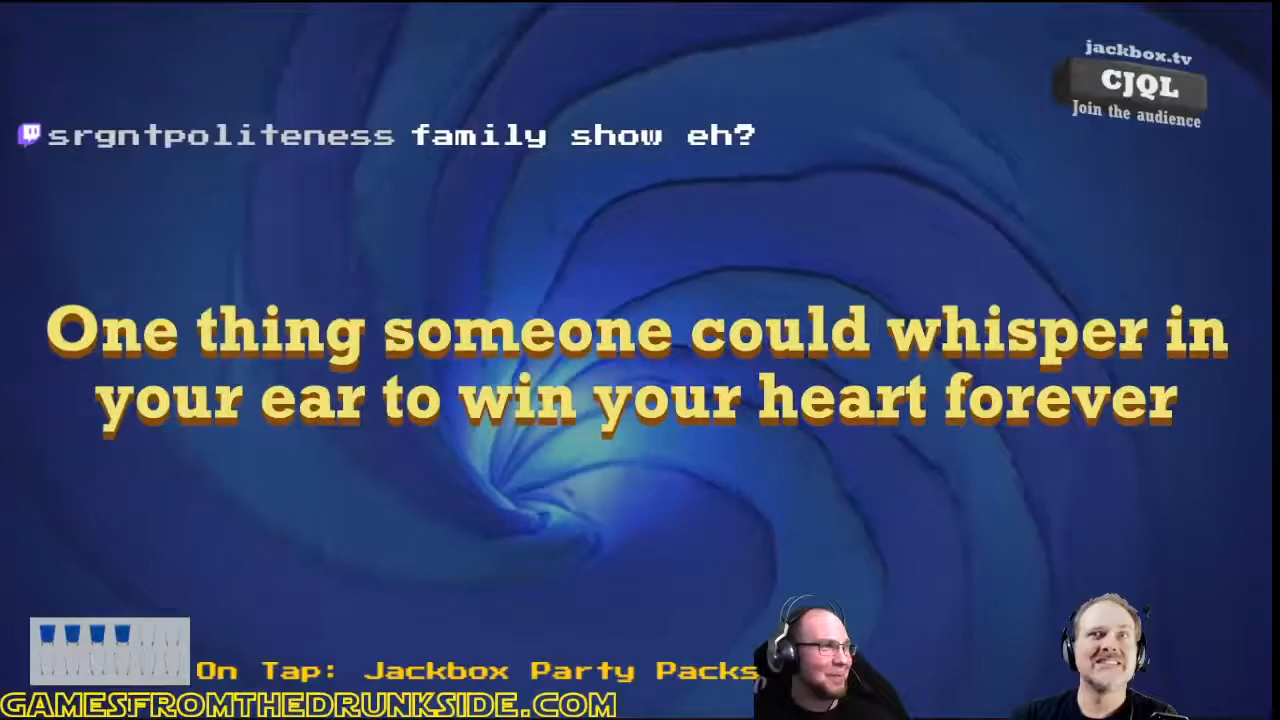 jackbox.tv
CJQL
Join the audience
srgntpoliteness family show eh?
One thing someone could whisper in
your ear to win your heart forever
On Tap: Jackbox Party Packs
GAMESFROMTHEDRUNKSIDE.COM